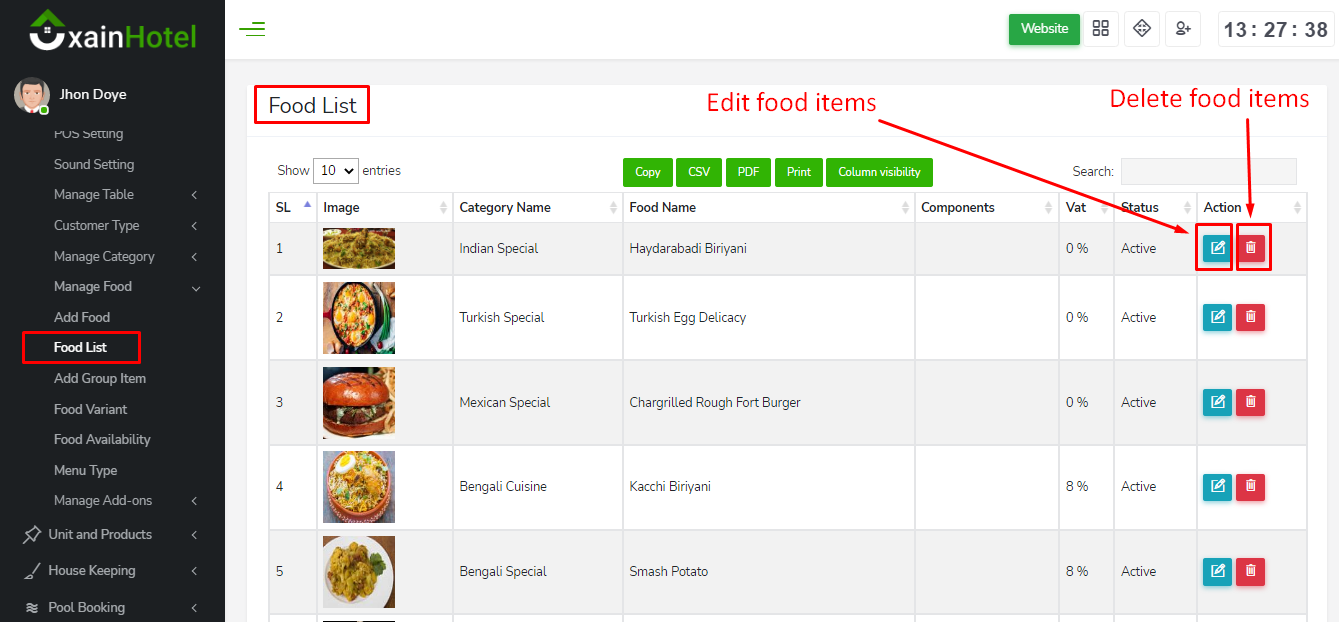 xainHotel
Website
13 : 27 : 38
Jhon Doye
POS Setting
Sound Setting
Manage Table
Customer Type
Manage Category
Manage Food
Add Food
Food List
Add Group Item
Food Variant
Food Availability
Menu Type
Manage Add-ons
Unit and Products
House Keeping
Pool Booking
Food List
Edit food items
Delete food items
Show 10 entries
Copy CSV PDF Print Column visibility
Search:
SL Image Category Name Food Name Components Vat Status Action
1 Indian Special Haydarabadi Biriyani 0 % Active
2 Turkish Special Turkish Egg Delicacy 0 % Active
3 Mexican Special Chargrilled Rough Fort Burger 0 % Active
4 Bengali Cuisine Kacchi Biriyani 8 % Active
5 Bengali Special Smash Potato 8 % Active